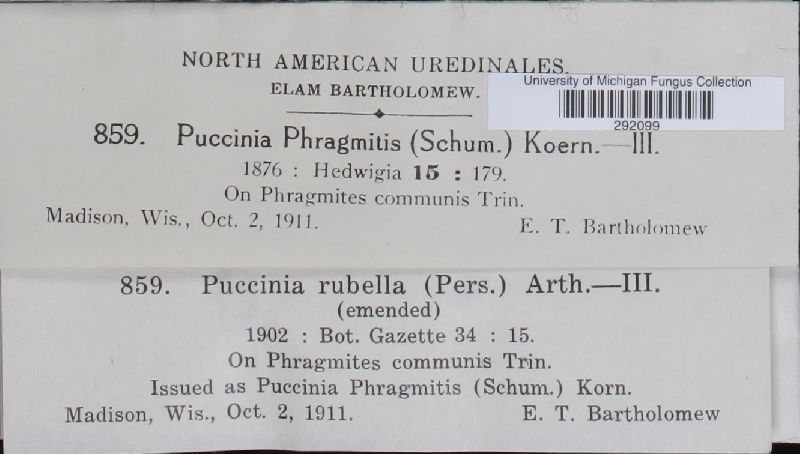 NORTH AMERICAN UREDINALES.
ELAM BARTHOLOMEW.
University of Michigan Fungus Collection
292099
859. Puccinia Phragmitis (Schum.) Koern.—III.
1876 : Hedwigia 15 : 179.
On Phragmites communis Trin.
Madison, Wis., Oct. 2, 1911. E. T. Bartholomew
859. Puccinia rubella (Pers.) Arth.—III.
(emended)
1902 : Bot. Gazette 34 : 15.
On Phragmites communis Trin.
Issued as Puccinia Phragmitis (Schum.) Korn.
Madison, Wis., Oct. 2, 1911. E. T. Bartholomew